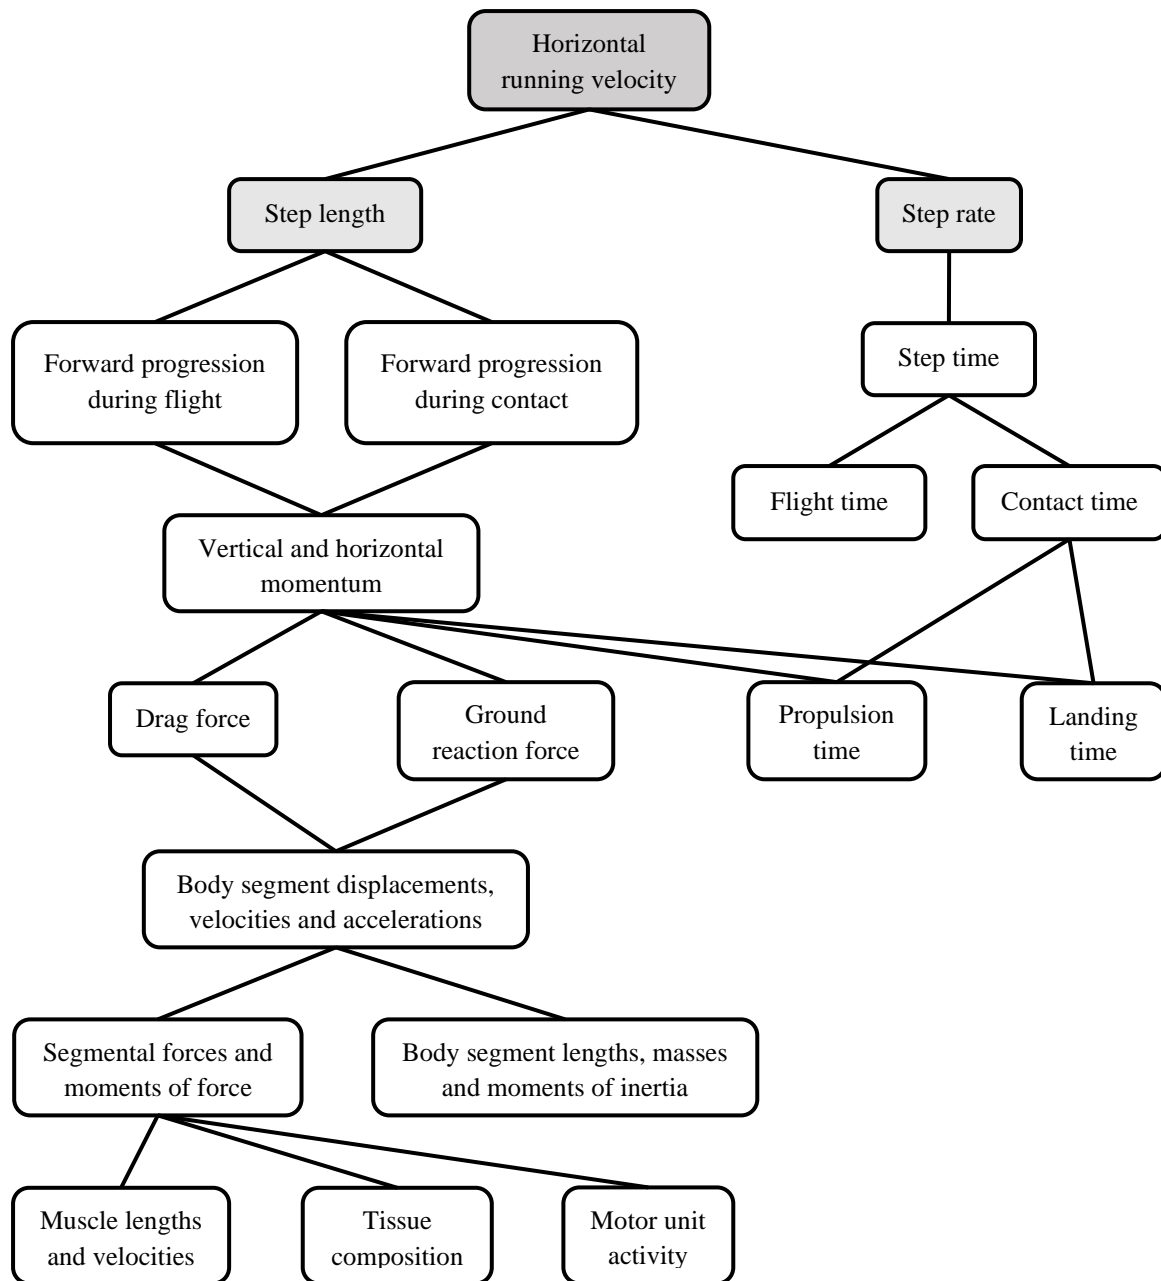 Horizontal
running velocity
Step length
Step rate
Forward progression
during flight
Forward progression
during contact
Step time
Flight time
Contact time
Vertical and horizontal
momentum
Drag force
Ground
reaction force
Propulsion
time
Landing
time
Body segment displacements,
velocities and accelerations
Segmental forces and
moments of force
Body segment lengths, masses
and moments of inertia
Muscle lengths
and velocities
Tissue
composition
Motor unit
activity